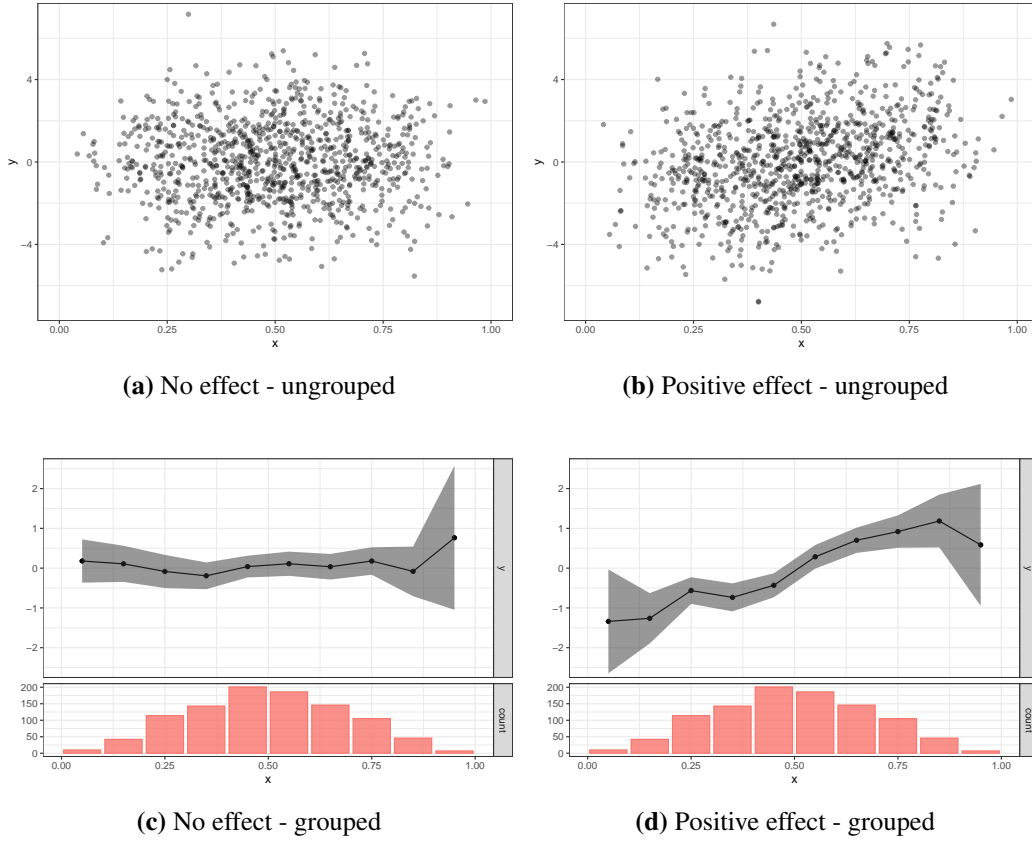 4
0
−4
y
0.00 0.25 0.50 0.75 1.00
x
4
0
−4
y
0.00 0.25 0.50 0.75 1.00
x
(a) No effect - ungrouped
(b) Positive effect - ungrouped
2
1
0
−1
−2
y
200
150
100
50
0
count
0.00 0.25 0.50 0.75 1.00
x
2
1
0
−1
−2
y
200
150
100
50
0
count
0.00 0.25 0.50 0.75 1.00
x
(c) No effect - grouped
(d) Positive effect - grouped